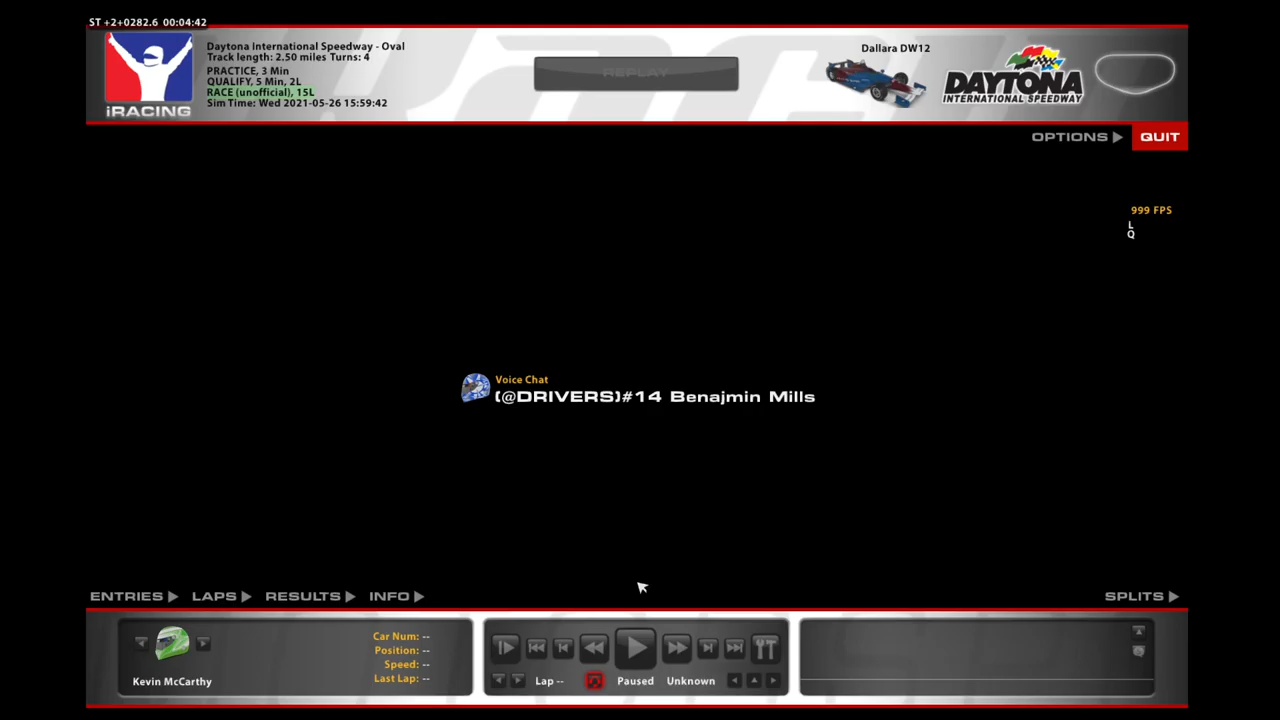 ST +2+0282.6 00:04:42
iRACING
Daytona International Speedway - Oval
Track length: 2.50 miles Turns: 4
PRACTICE, 3 Min
QUALIFY, 5 Min, 2L
RACE (unofficial), 15L
Sim Time: Wed 2021-05-26 15:59:42
REPLAY
Dallara DW12
DAYTONA
INTERNATIONAL SPEEDWAY
OPTIONS
QUIT
999 FPS
L
Q
Voice Chat
(@DRIVERS)#14 Benajmin Mills
ENTRIES LAPS RESULTS INFO SPLITS
Kevin McCarthy
Car Num: --
Position: --
Speed: --
Last Lap: --
Lap -- Paused Unknown